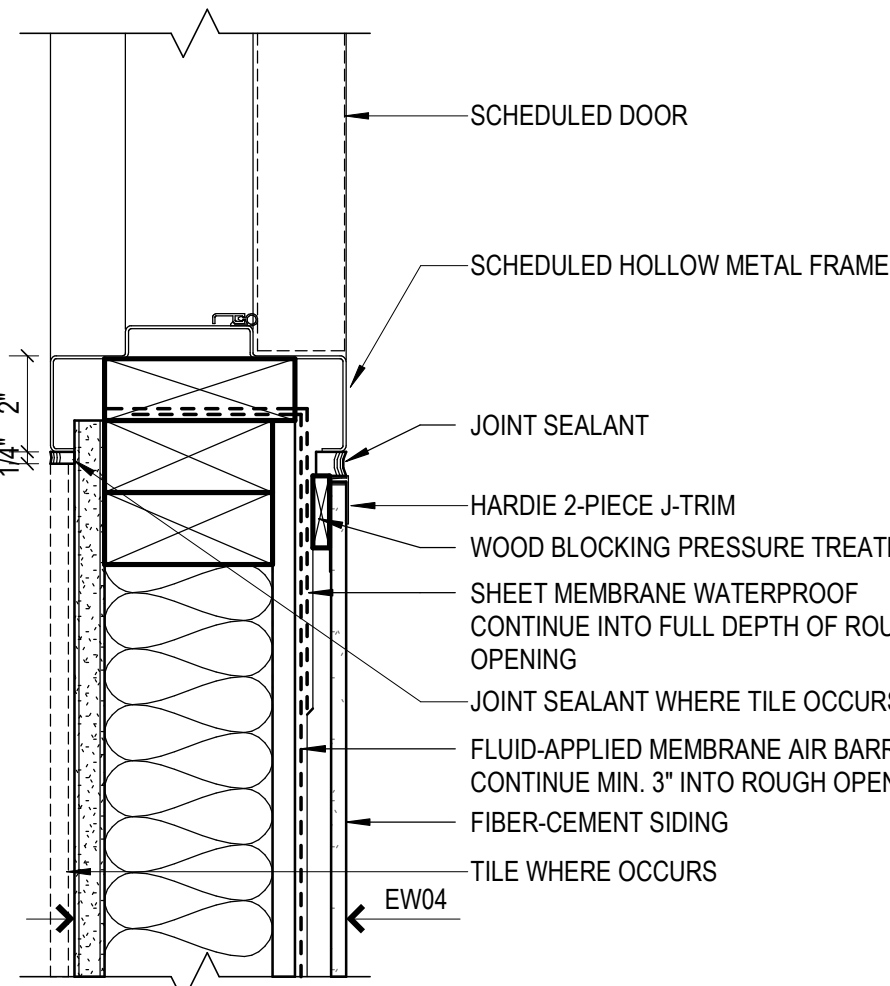 SCHEDULED DOOR
SCHEDULED HOLLOW METAL FRAME
2"
1/4"
JOINT SEALANT
HARDIE 2-PIECE J-TRIM
WOOD BLOCKING PRESSURE TREAT
SHEET MEMBRANE WATERPROOF
CONTINUE INTO FULL DEPTH OF ROU
OPENING
JOINT SEALANT WHERE TILE OCCURS
FLUID-APPLIED MEMBRANE AIR BARR
CONTINUE MIN. 3" INTO ROUGH OPEN
FIBER-CEMENT SIDING
TILE WHERE OCCURS
EW04